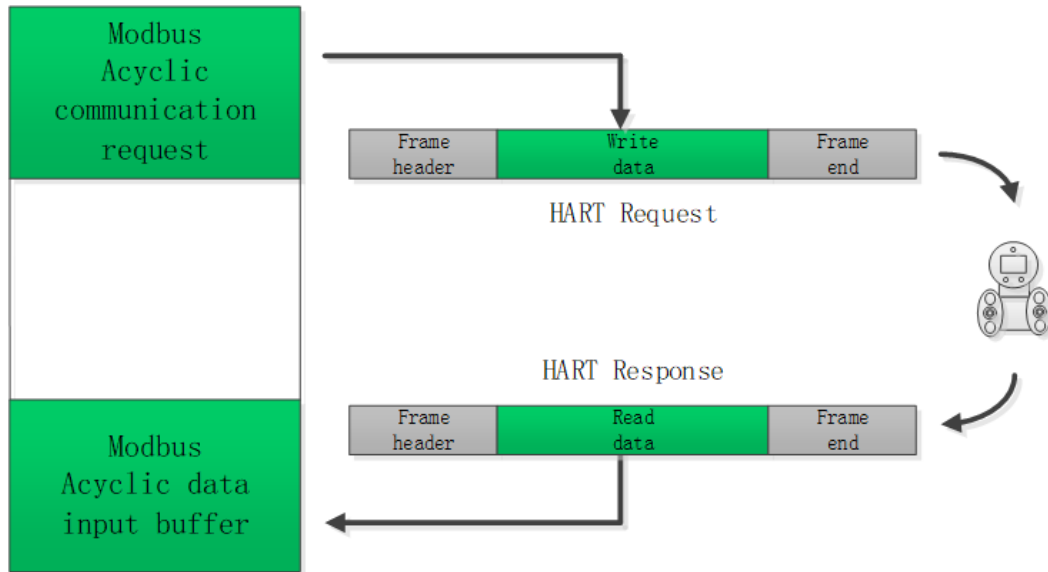 Modbus
Acyclic
communication
request
Frame
header
Write
data
Frame
end
HART Request
HART Response
Frame
header
Read
data
Frame
end
Modbus
Acyclic data
input buffer